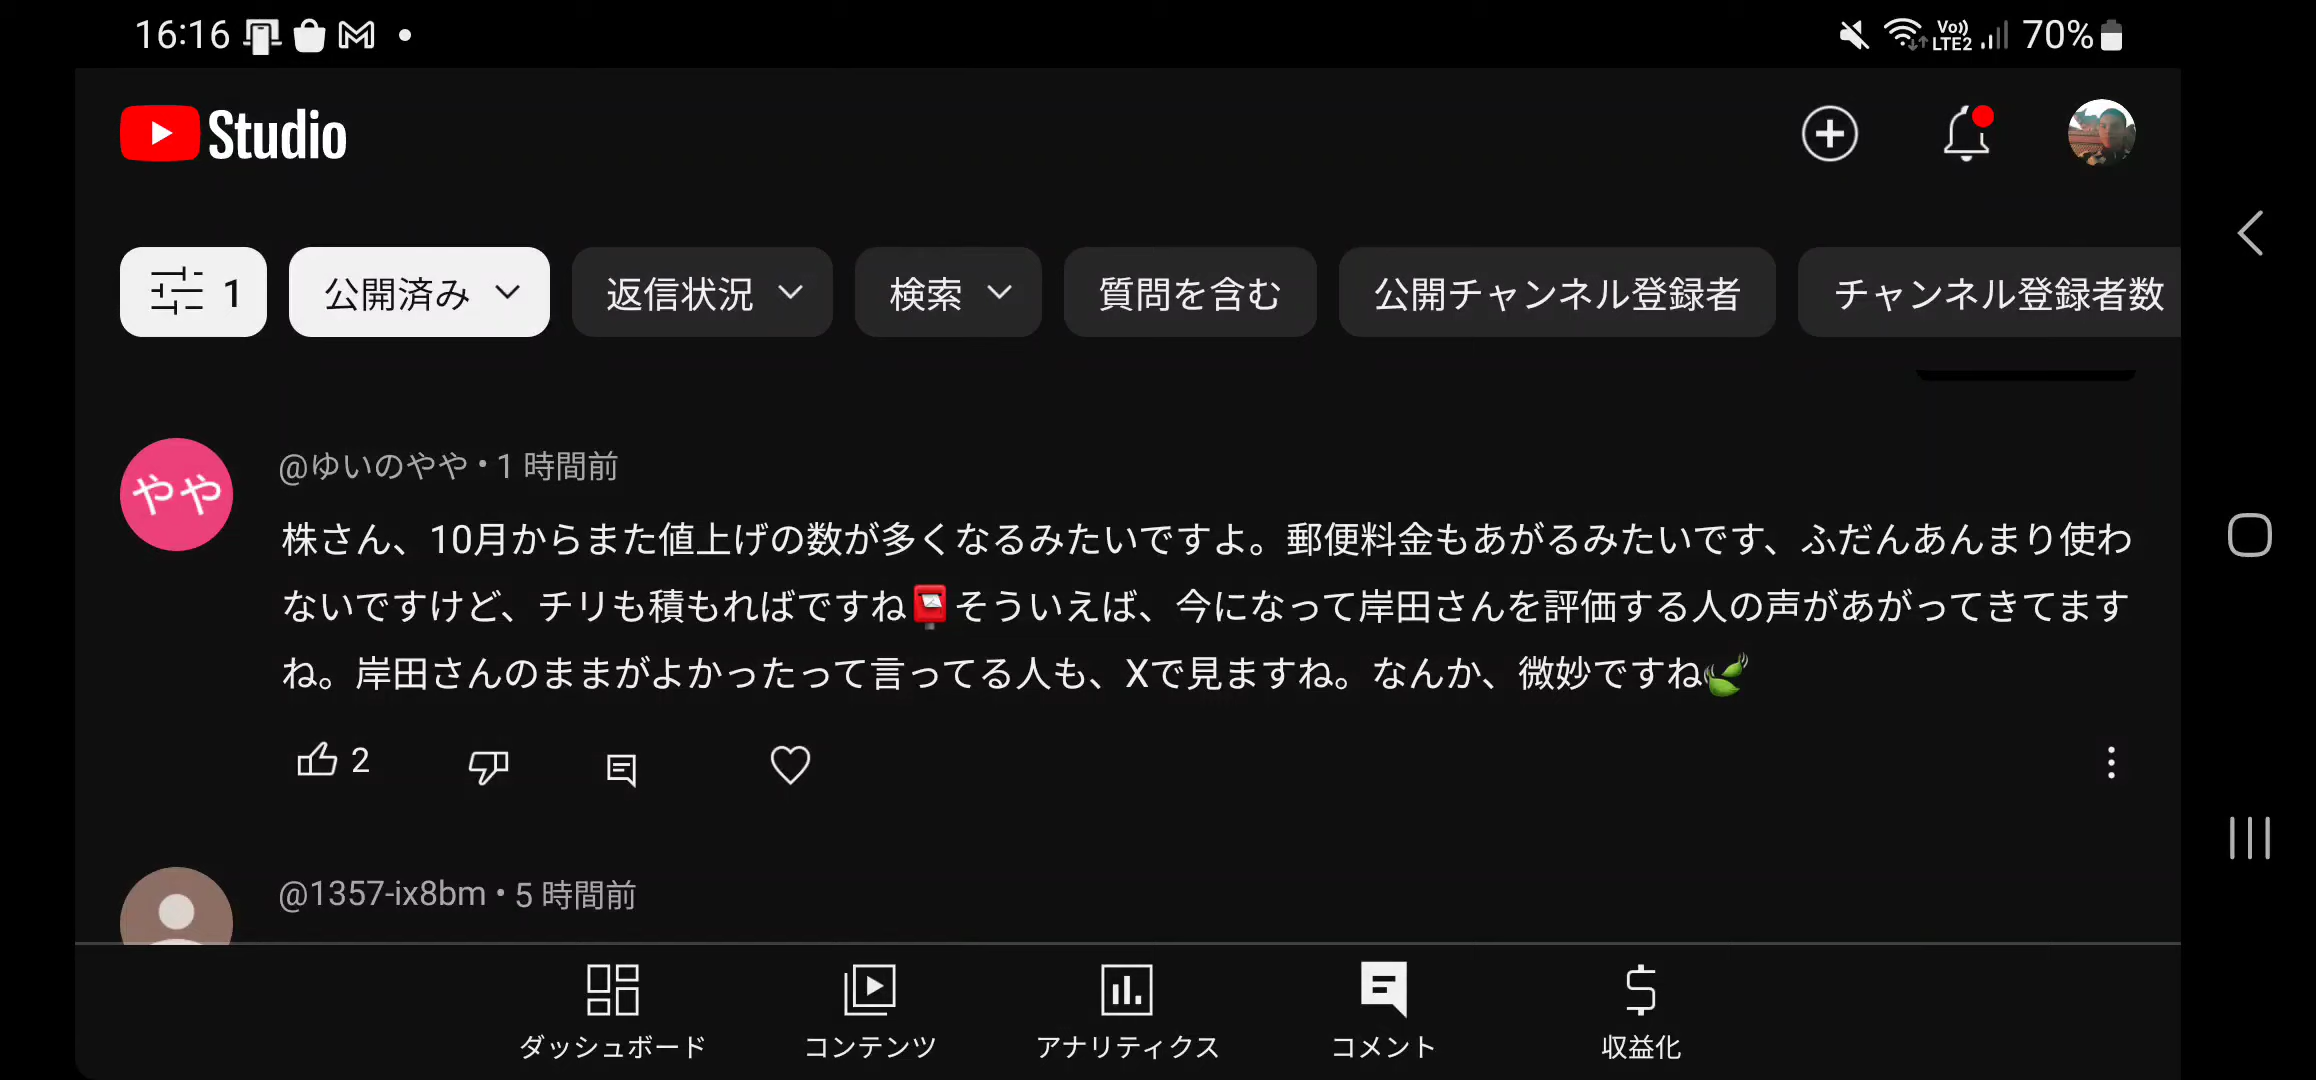 16:16
Vo))
LTE2
70%
Studio
1
公開済み
返信状況
検索
質問を含む
公開チャンネル登録者
チャンネル登録者数
やや
@ゆいのやや • 1 時間前
株さん、10月からまた値上げの数が多くなるみたいですよ。郵便料金もあがるみたいです、ふだんあんまり使わ
ないですけど、チリも積もればですね📮そういえば、今になって岸田さんを評価する人の声があがってきてます
ね。岸田さんのままがよかったって言ってる人も、Xで見ますね。なんか、微妙ですね🍃
2
@1357-ix8bm • 5 時間前
ダッシュボード
コンテンツ
アナリティクス
コメント
収益化